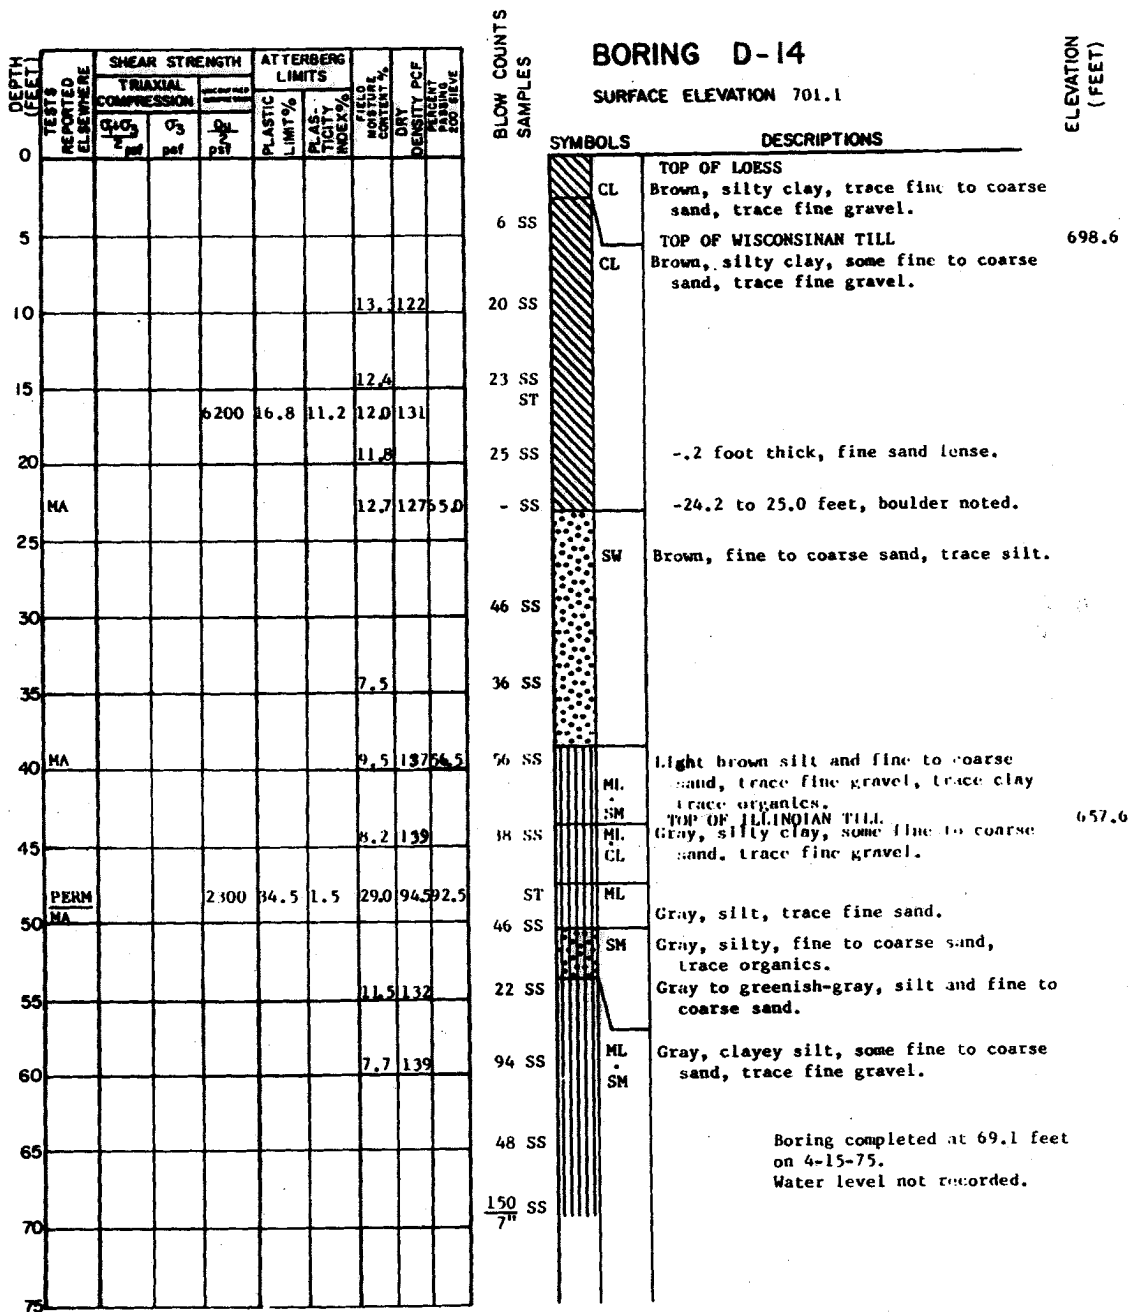 BORING D-14
SURFACE ELEVATION 701.1
DEPTH (FEET)
TESTS REPORTED ELSEWHERE
SHEAR STRENGTH
TRIAXIAL COMPRESSION
σ3
psf
psf
psf
ATTERBERG LIMITS
PLASTIC LIMIT%
PLAS-TICITY INDEX%
FIELD MOISTURE CONTENT%
DRY DENSITY PCF
PERCENT PASSING 200 SIEVE
BLOW COUNTS
SAMPLES
SYMBOLS
DESCRIPTIONS
ELEVATION (FEET)
0
TOP OF LOESS
CL Brown, silty clay, trace fine to coarse
sand, trace fine gravel.
6 SS
5
TOP OF WISCONSINAN TILL 698.6
CL Brown, silty clay, some fine to coarse
sand, trace fine gravel.
13.3 122 20 SS
10
12.4 23 SS
15
ST
6200 16.8 11.2 12.0 131
11.8 25 SS -.2 foot thick, fine sand lense.
20
MA 12.7 127 55.0 - SS -24.2 to 25.0 feet, boulder noted.
25
SW Brown, fine to coarse sand, trace silt.
46 SS
30
7.5 36 SS
35
MA 9.5 137 56.5 56 SS Light brown silt and fine to coarse
40
ML sand, trace fine gravel, trace clay
trace organics.
SM TOP OF ILLINOIAN TILL 657.6
8.2 139 38 SS ML Gray, silty clay, some fine to coarse
45
CL sand. trace fine gravel.
PERM 2300 34.5 1.5 29.0 94.5 92.5 ST ML
MA
Gray, silt, trace fine sand.
50
46 SS
SM Gray, silty, fine to coarse sand,
trace organics.
11.5 132 22 SS Gray to greenish-gray, silt and fine to
55
coarse sand.
7.7 139 94 SS ML Gray, clayey silt, some fine to coarse
60
SM sand, trace fine gravel.
48 SS
65
Boring completed at 69.1 feet
on 4-15-75.
Water level not recorded.
150/7" SS
70
75